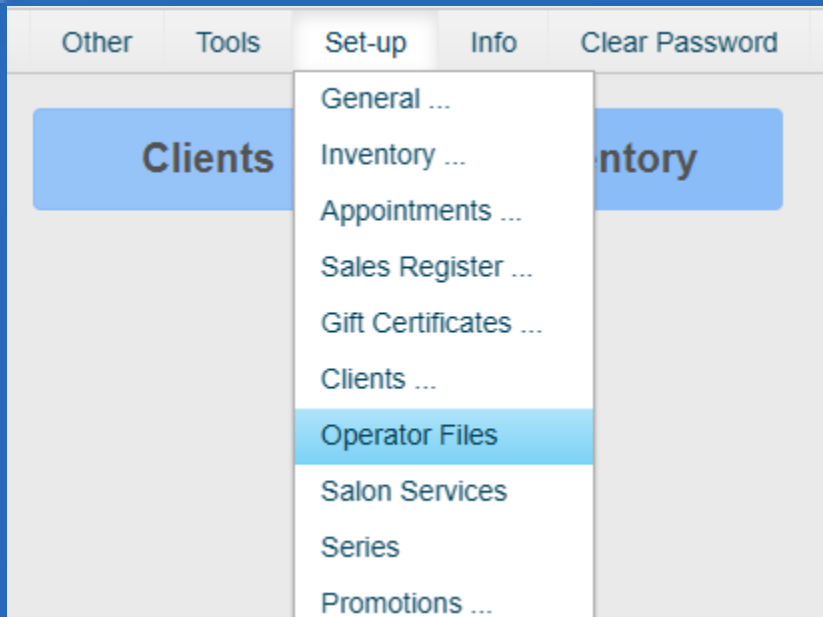 Other Tools Set-up Info Clear Password
General ...
Clients Inventory ... ntory
Appointments ...
Sales Register ...
Gift Certificates ...
Clients ...
Operator Files
Salon Services
Series
Promotions ...